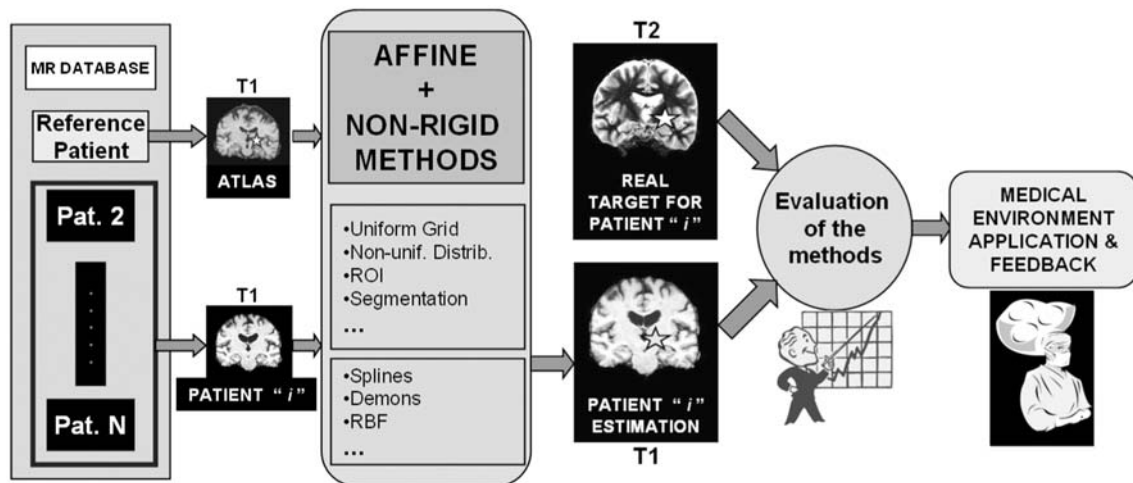 MR DATABASE
Reference
Patient
Pat. 2
Pat. N
T1
ATLAS
T1
PATIENT “ i ”
AFFINE
+
NON-RIGID
METHODS
•Uniform Grid
•Non-unif. Distrib.
•ROI
•Segmentation
...
•Splines
•Demons
•RBF
...
T2
REAL
TARGET FOR
PATIENT “ i ”
PATIENT “ i ”
ESTIMATION
T1
Evaluation
of the
methods
MEDICAL
ENVIRONMENT
APPLICATION &
FEEDBACK